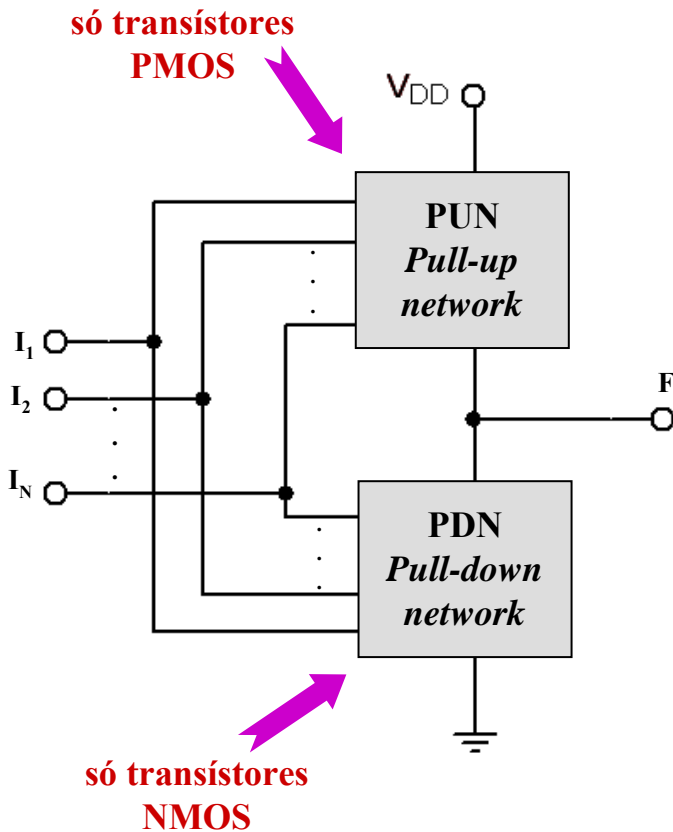 só transístores
PMOS
VDD
PUN
Pull-up
network
I1
I2
IN
F
PDN
Pull-down
network
só transístores
NMOS